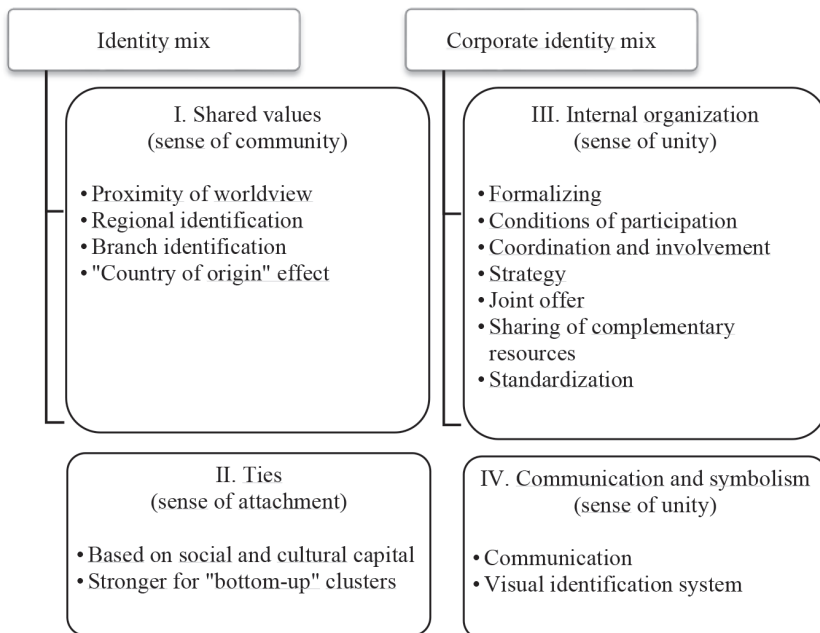 Identity mix
I. Shared values
(sense of community)
• Proximity of worldview
• Regional identification
• Branch identification
• "Country of origin" effect
II. Ties
(sense of attachment)
• Based on social and cultural capital
• Stronger for "bottom-up" clusters
Corporate identity mix
III. Internal organization
(sense of unity)
• Formalizing
• Conditions of participation
• Coordination and involvement
• Strategy
• Joint offer
• Sharing of complementary
resources
• Standardization
IV. Communication and symbolism
(sense of unity)
• Communication
• Visual identification system